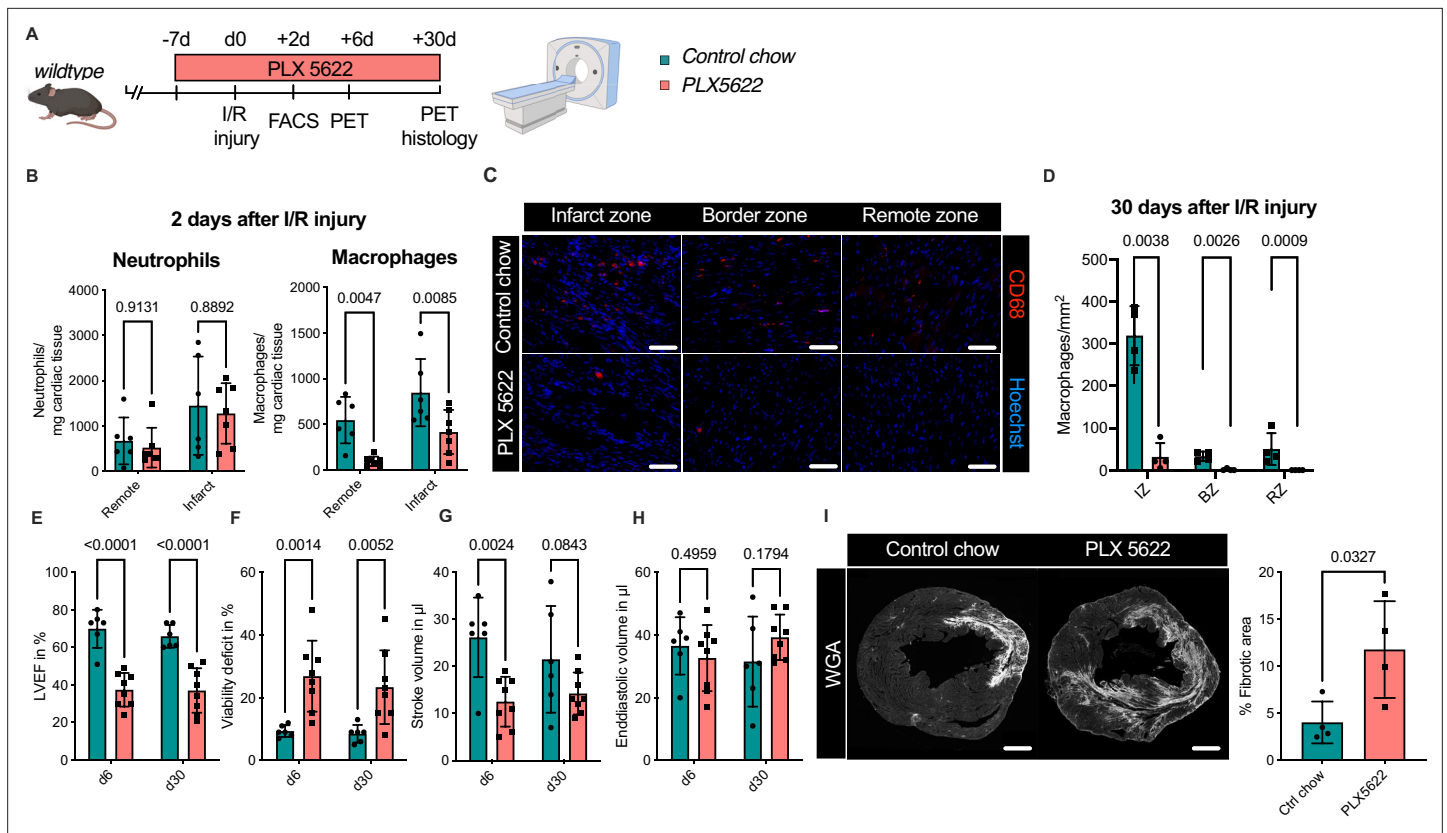 A
-7d d0 +2d +6d +30d
wildtype
PLX 5622
I/R injury
FACS
PET
PET histology
Control chow
PLX5622
B
2 days after I/R injury
Neutrophils
Neutrophils/
mg cardiac tissue
4000
3000
2000
1000
0
0.9131
0.8892
Remote
Infarct
Macrophages
Macrophages/
mg cardiac tissue
2000
1500
1000
500
0
0.0047
0.0085
Remote
Infarct
C
Infarct zone
Border zone
Remote zone
Control chow
PLX 5622
CD68
Hoechst
D
30 days after I/R injury
0.0038
0.0026
0.0009
Macrophages/mm2
500
400
300
200
100
0
IZ
BZ
RZ
E
<0.0001
<0.0001
LVEF in %
100
80
60
40
20
0
d6
d30
F
0.0014
0.0052
Viability deficit in %
80
60
40
20
0
d6
d30
G
0.0024
0.0843
Stroke volume in µl
40
30
20
10
0
d6
d30
H
0.4959
0.1794
Enddiastolic volume in µl
60
40
20
0
d6
d30
I
Control chow
PLX 5622
WGA
0.0327
% Fibrotic area
20
15
10
5
0
Ctrl chow
PLX5622